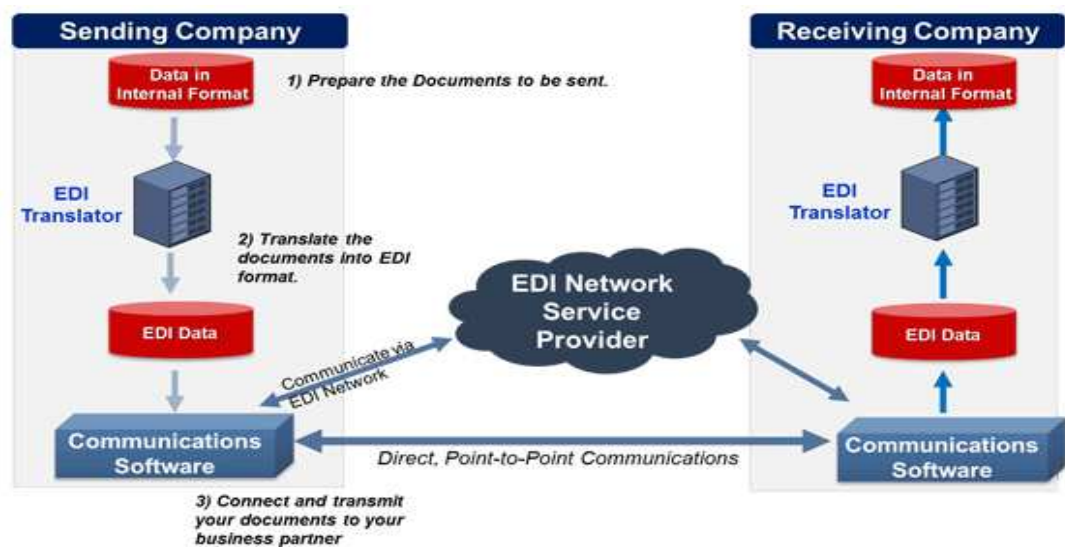 Sending Company
Data in
Internal Format
1) Prepare the Documents to be sent.
EDI
Translator
2) Translate the
documents into EDI
format.
EDI Data
Communicate via
EDI Network
Communications
Software
3) Connect and transmit
your documents to your
business partner
EDI Network
Service
Provider
Direct, Point-to-Point Communications
Receiving Company
Data in
Internal Format
EDI
Translator
EDI Data
Communications
Software